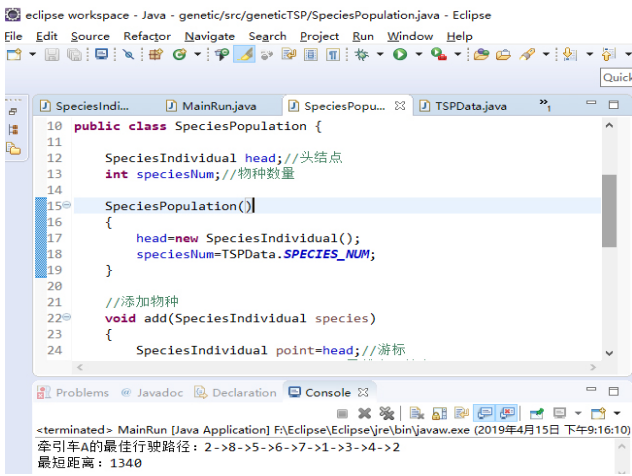 eclipse workspace - Java - genetic/src/geneticTSP/SpeciesPopulation.java - Eclipse
File Edit Source Refactor Navigate Search Project Run Window Help
Quick
SpeciesIndi... MainRun.java SpeciesPopu... TSPData.java »1
10 public class SpeciesPopulation {
11
12 SpeciesIndividual head;//头结点
13 int speciesNum;//物种数量
14
15 SpeciesPopulation()
16 {
17 head=new SpeciesIndividual();
18 speciesNum=TSPData.SPECIES_NUM;
19 }
20
21 //添加物种
22 void add(SpeciesIndividual species)
23 {
24 SpeciesIndividual point=head;//游标
Problems Javadoc Declaration Console
<terminated> MainRun [Java Application] F:\Eclipse\Eclipse\jre\bin\javaw.exe (2019年4月15日 下午9:16:10)
牵引车A的最佳行驶路径：2->8->5->6->7->1->3->4->2
最短距离：1340